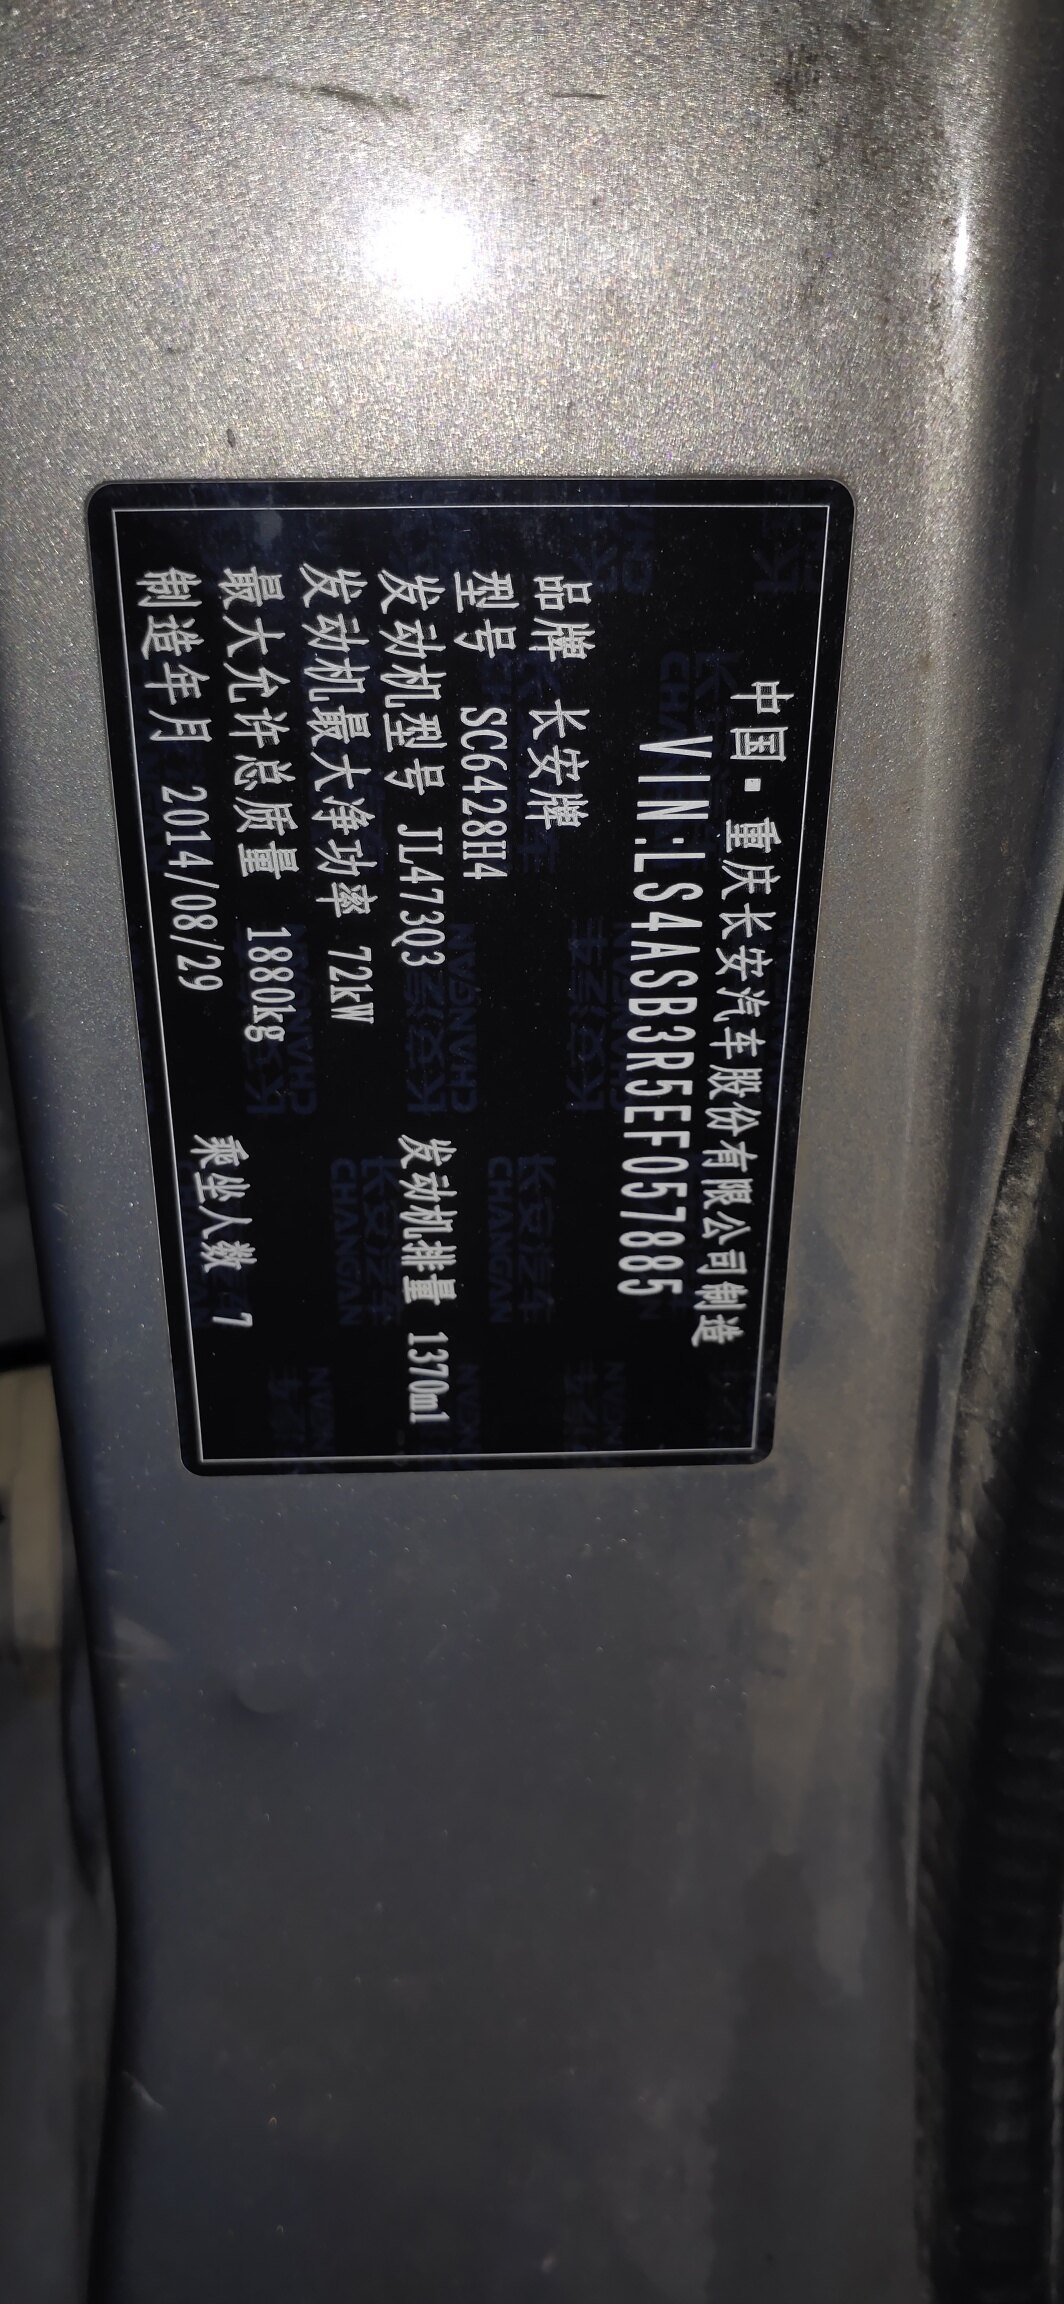 中国·重庆长安汽车股份有限公司制造
VIN:LS4ASB3R5EF057885
品牌 长安牌
型号 SC6428H4
发动机型号 JL473Q3 发动机排量 1370ml
发动机最大净功率 72kW
最大允许总质量 1880kg
乘坐人数 7
制造年月 2014/08/29